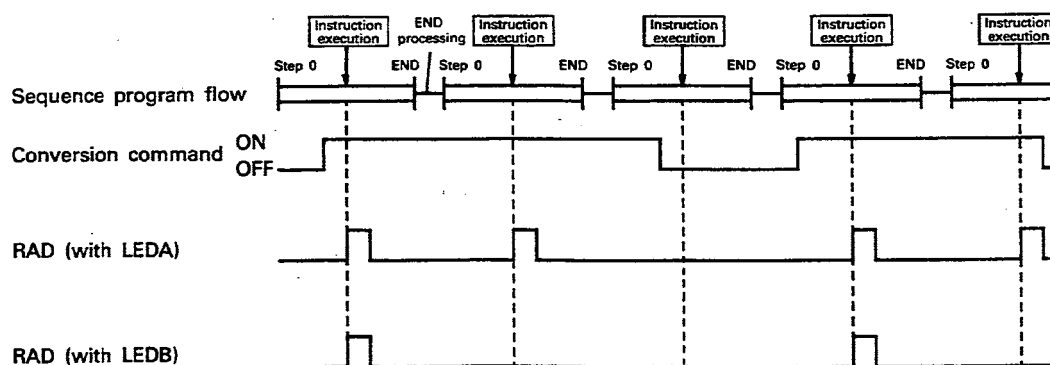 Instruction execution
END processing
Instruction execution
Instruction execution
Instruction execution
Instruction execution
Step 0 END Step 0 END Step 0 END Step 0 END Step 0
Sequence program flow
Conversion command ON
OFF
RAD (with LEDA)
RAD (with LEDB)